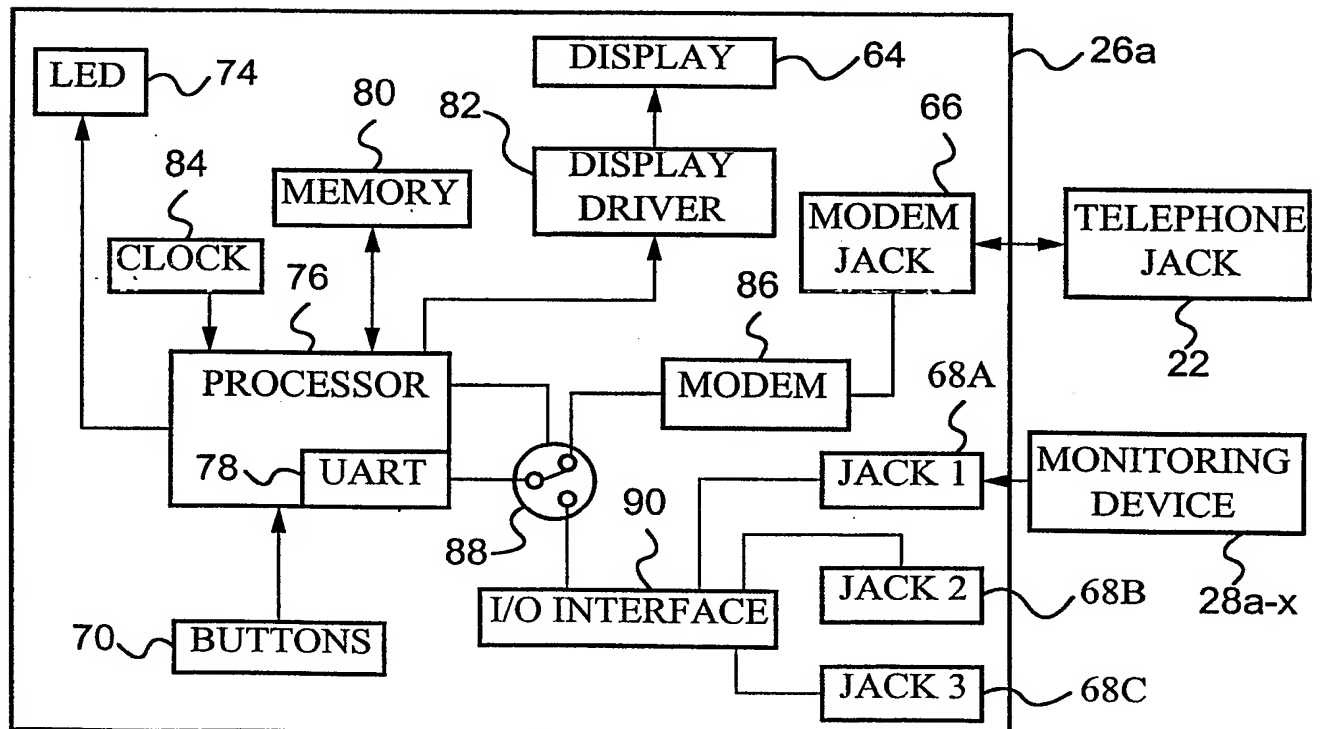 LED
74
DISPLAY
64
26a
80
82
66
84
MEMORY
DISPLAY
DRIVER
MODEM
JACK
TELEPHONE
JACK
CLOCK
76
86
22
PROCESSOR
MODEM
68A
78
UART
JACK 1
MONITORING
DEVICE
88
90
I/O INTERFACE
JACK 2
68B
28a-x
70
BUTTONS
JACK 3
68C